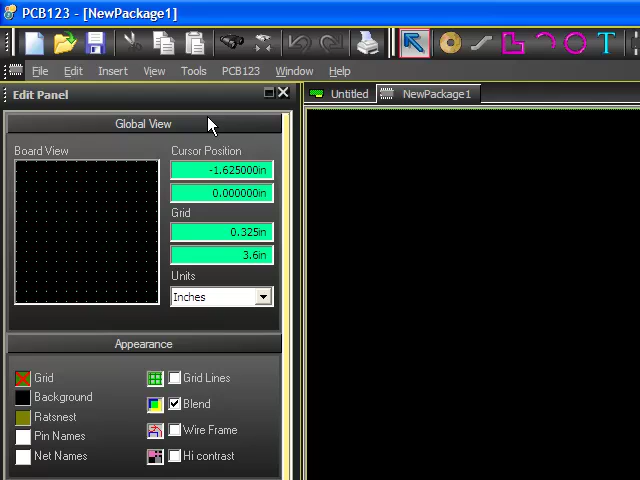 PCB123 - [NewPackage1]
File Edit Insert View Tools PCB123 Window Help
Edit Panel
Untitled NewPackage1
Global View
Board View
Cursor Position
-1.625000in
0.000000in
Grid
0.325in
3.6in
Units
Inches
Appearance
Grid
Grid Lines
Background
Blend
Ratsnest
Wire Frame
Pin Names
Net Names
Hi contrast